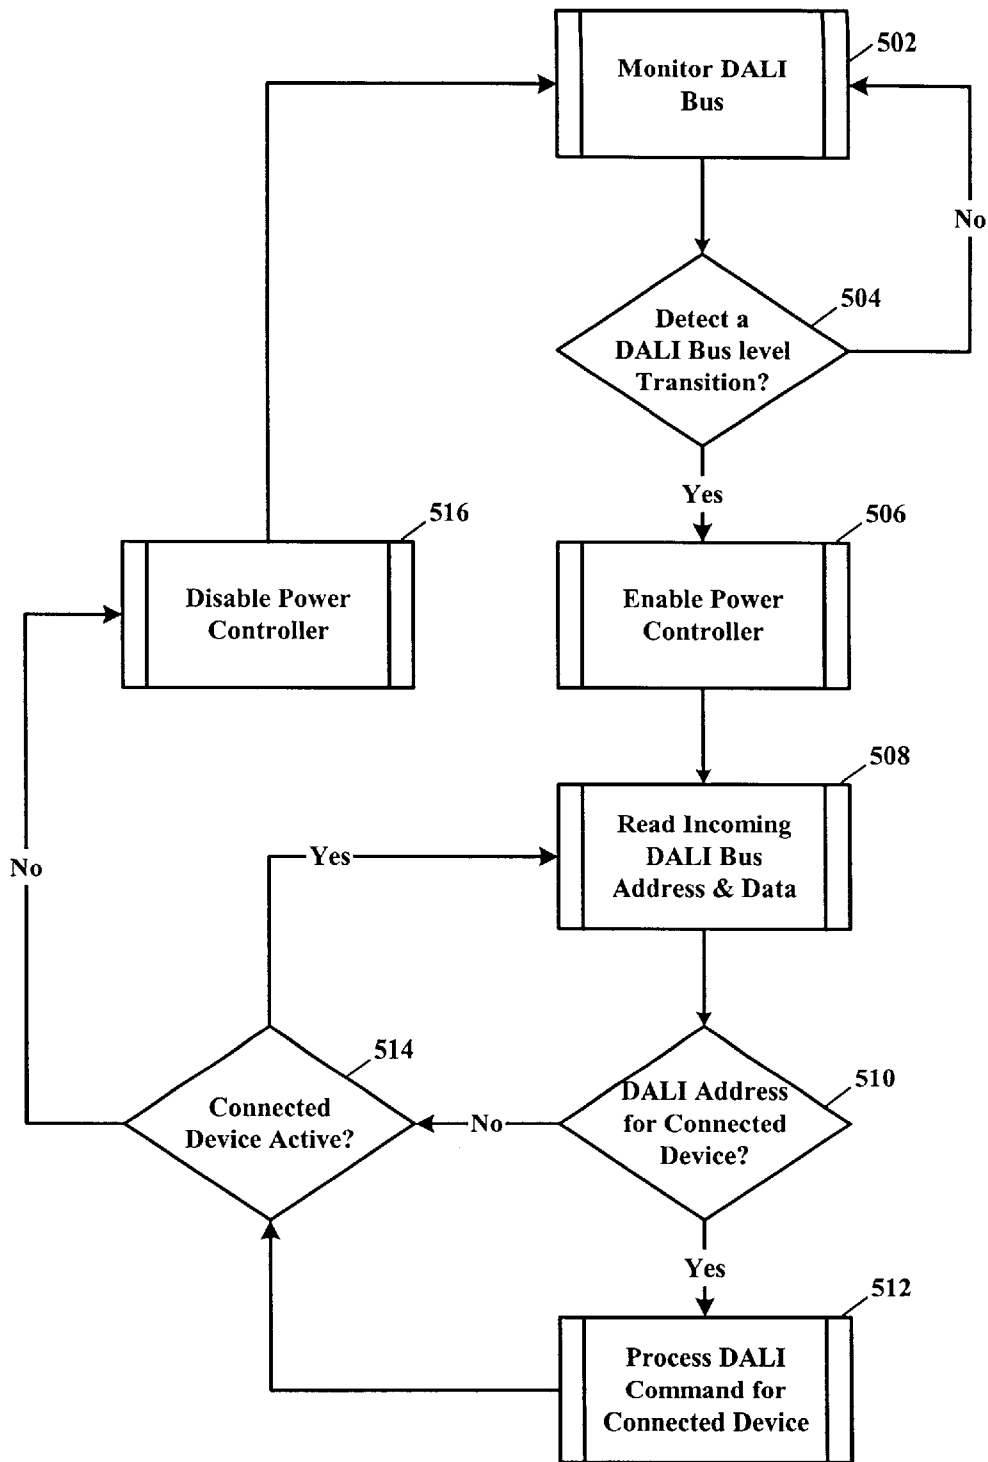 502
Monitor DALI
Bus
No
504
Detect a
DALI Bus level
Transition?
Yes
516
Disable Power
Controller
506
Enable Power
Controller
508
Read Incoming
DALI Bus
Address & Data
Yes
No
514
Connected
Device Active?
No
510
DALI Address
for Connected
Device?
Yes
512
Process DALI
Command for
Connected Device